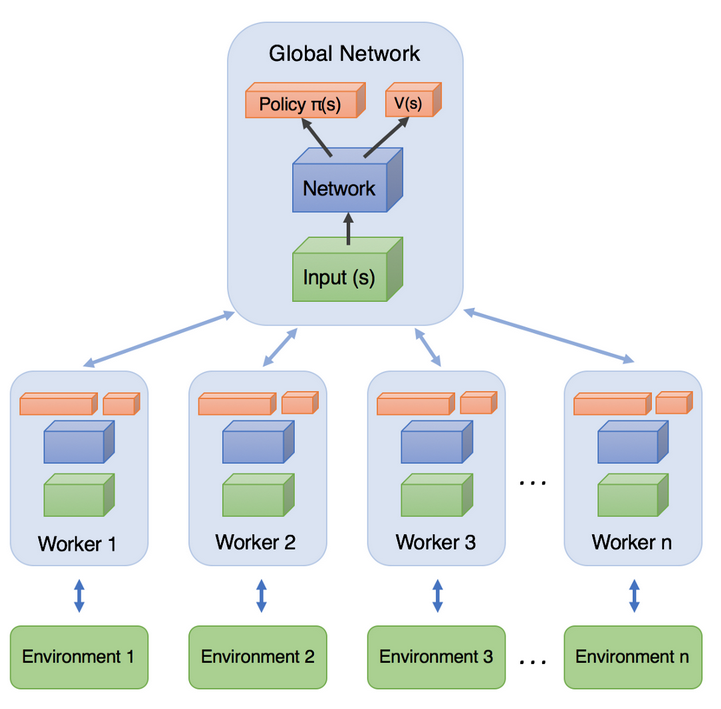 Global Network
Policy π(s)
V(s)
Network
Input (s)
Worker 1
Worker 2
Worker 3
...
Worker n
Environment 1
Environment 2
Environment 3
...
Environment n